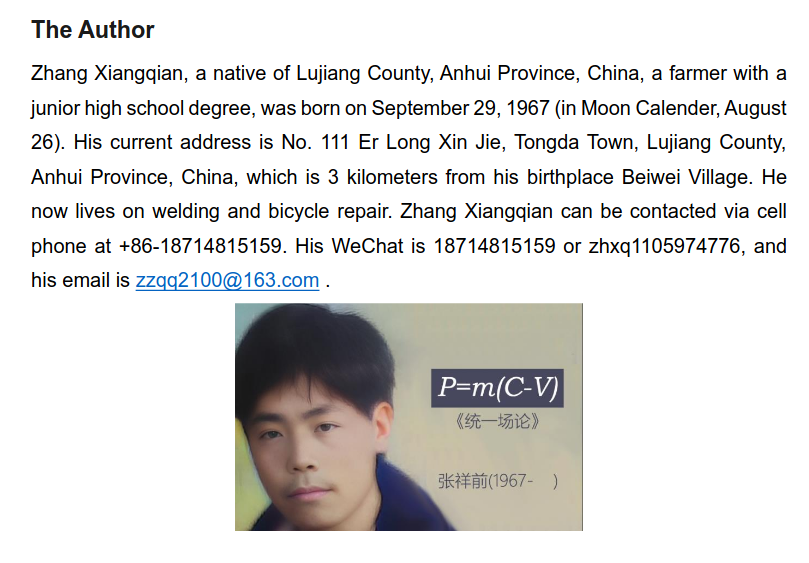 The Author
Zhang Xiangqian, a native of Lujiang County, Anhui Province, China, a farmer with a
junior high school degree, was born on September 29, 1967 (in Moon Calender, August
26). His current address is No. 111 Er Long Xin Jie, Tongda Town, Lujiang County,
Anhui Province, China, which is 3 kilometers from his birthplace Beiwei Village. He
now lives on welding and bicycle repair. Zhang Xiangqian can be contacted via cell
phone at +86-18714815159. His WeChat is 18714815159 or zhxq1105974776, and
his email is zzqq2100@163.com .
P=m(C-V)
《统一场论》
张祥前(1967- )